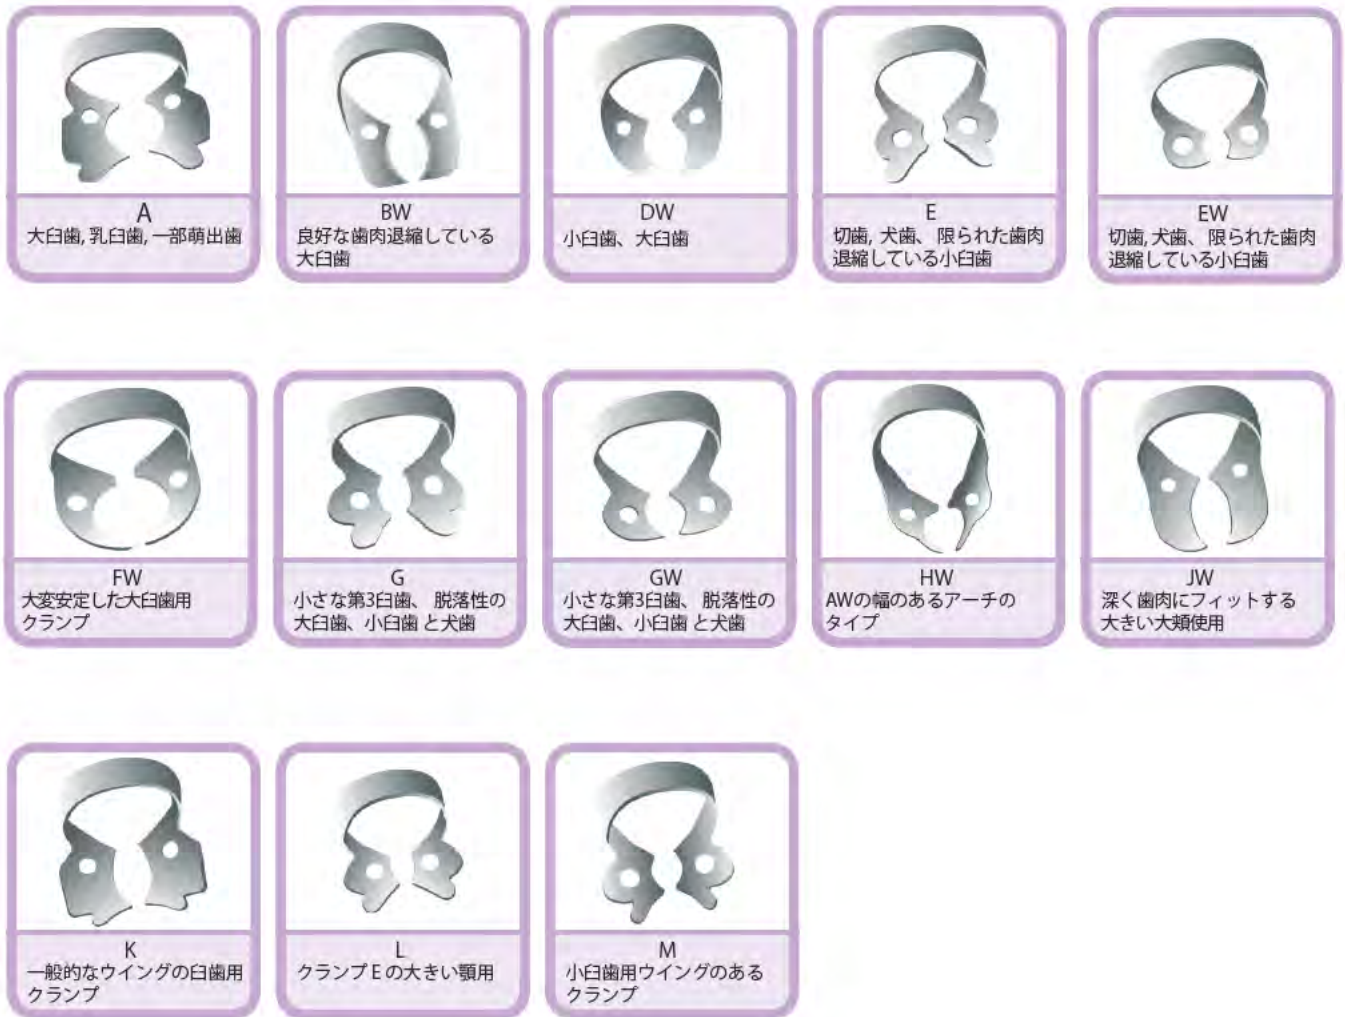 A
大臼歯, 乳臼歯, 一部萌出歯
BW
良好な歯肉退縮している
大臼歯
DW
小臼歯、大臼歯
E
切歯, 犬歯、 限られた歯肉
退縮している小臼歯
EW
切歯, 犬歯、 限られた歯肉
退縮している小臼歯
FW
大変安定した大臼歯用
クランプ
G
小さな第3臼歯、 脱落性の
大臼歯、小臼歯 と犬歯
GW
小さな第3臼歯、 脱落性の
大臼歯、小臼歯 と犬歯
HW
AWの幅のあるアーチの
タイプ
JW
深く歯肉にフィットする
大きい大頬使用
K
一般的なウイングの臼歯用
クランプ
L
クランプ E の大きい顎用
M
小臼歯用ウイングのある
クランプ